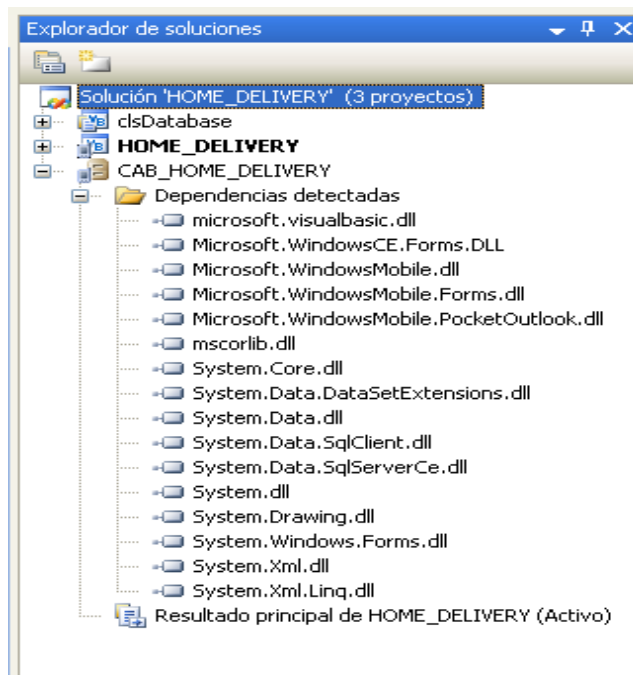 Explorador de soluciones
Solución 'HOME_DELIVERY' (3 proyectos)
clsDatabase
HOME_DELIVERY
CAB_HOME_DELIVERY
Dependencias detectadas
microsoft.visualbasic.dll
Microsoft.WindowsCE.Forms.DLL
Microsoft.WindowsMobile.dll
Microsoft.WindowsMobile.Forms.dll
Microsoft.WindowsMobile.PocketOutlook.dll
mscorlib.dll
System.Core.dll
System.Data.DataSetExtensions.dll
System.Data.dll
System.Data.SqlClient.dll
System.Data.SqlServerCe.dll
System.dll
System.Drawing.dll
System.Windows.Forms.dll
System.Xml.dll
System.Xml.Linq.dll
Resultado principal de HOME_DELIVERY (Activo)